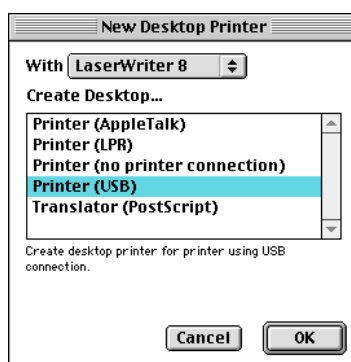 New Desktop Printer
With LaserWriter 8
Create Desktop...
Printer (AppleTalk)
Printer (LPR)
Printer (no printer connection)
Printer (USB)
Translator (PostScript)
Create desktop printer for printer using USB
connection.
Cancel OK